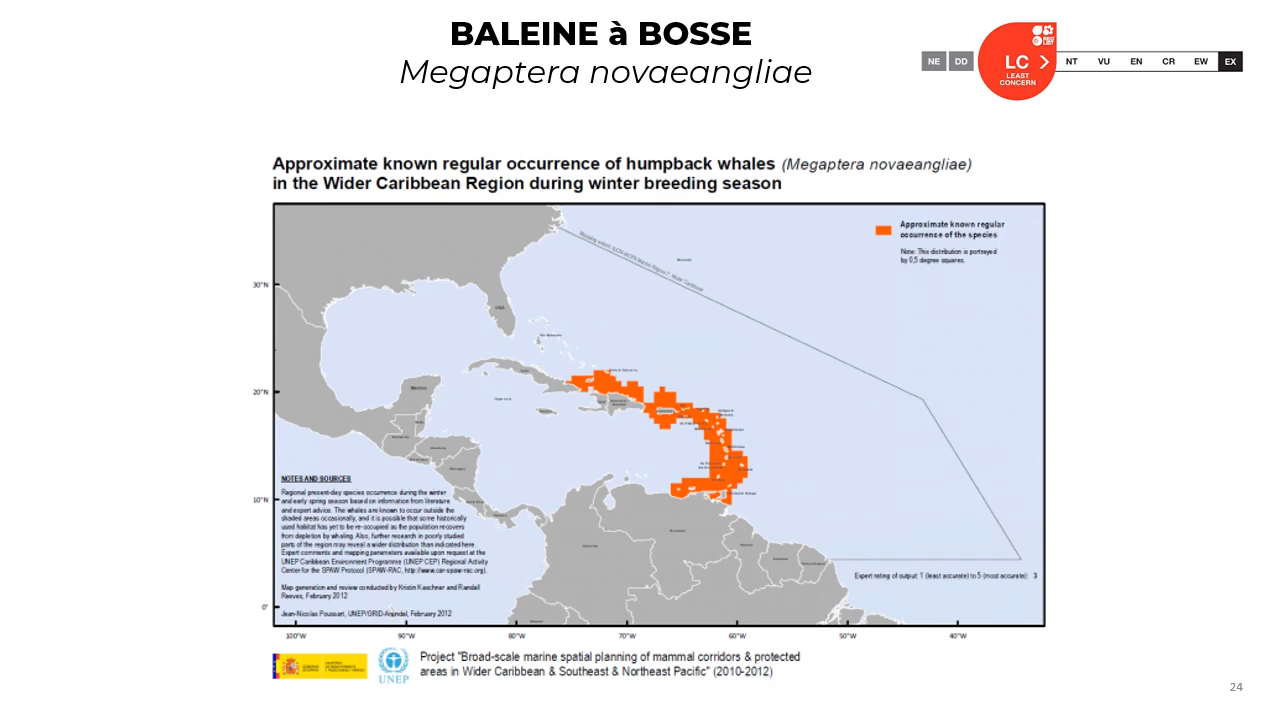 BALEINE à BOSSE
Megaptera novaeangliae
NE DD LC LEAST CONCERN NT VU EN CR EW EX
Approximate known regular occurrence of humpback whales (Megaptera novaeangliae)
in the Wider Caribbean Region during winter breeding season
Approximate known regular
occurrence of the species
Note: This distribution is portrayed
by 0,5 degree squares.
30°N
20°N
10°N
0°
USA
NOTES AND SOURCES
Regional present-day species occurrence during the winter
and early spring season based on information from literature
and expert advice. The whales are known to occur outside the
shaded areas occasionally, and it is possible that some historically
used habitat has yet to be re-occupied as the population recovers
from depletion by whaling. Also, further research in poorly studied
parts of the region may reveal a wider distribution than indicated here.
Expert comments and mapping parameters available upon request at the
UNEP Caribbean Environment Programme (UNEP CEP) Regional Activity
Center for the SPAW Protocol (SPAW-RAC, http://www.car-spaw-rac.org).
Map generation and review conducted by Kristin Kaschner and Randall
Reeves, February 2012
Jean-Nicolas Poussart, UNEP/GRID-Arendal, February 2012
Expert rating of output: 1 (least accurate) to 5 (most accurate): 3
100°W 90°W 80°W 70°W 60°W 50°W 40°W
UNEP
Project "Broad-scale marine spatial planning of mammal corridors & protected
areas in Wider Caribbean & Southeast & Northeast Pacific" (2010-2012)
24